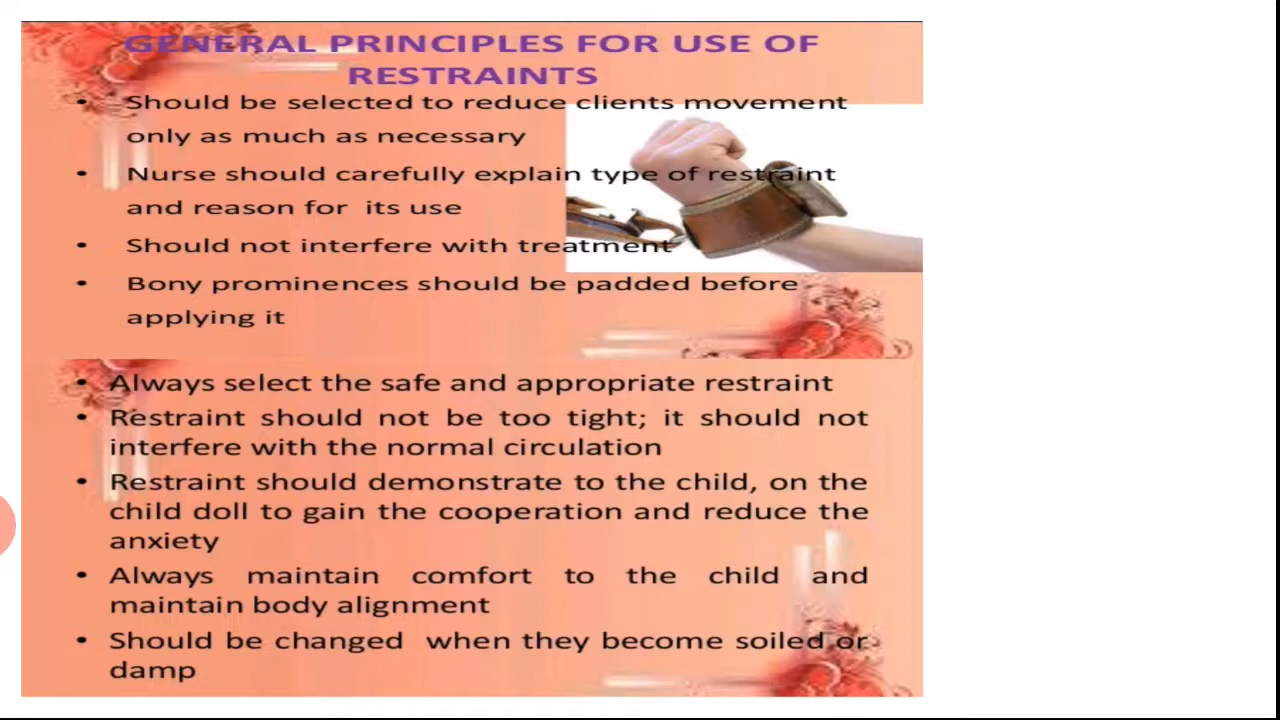 GENERAL PRINCIPLES FOR USE OF
RESTRAINTS
• Should be selected to reduce clients movement
only as much as necessary
• Nurse should carefully explain type of restraint
and reason for its use
• Should not interfere with treatment
• Bony prominences should be padded before
applying it
• Always select the safe and appropriate restraint
• Restraint should not be too tight; it should not
interfere with the normal circulation
• Restraint should demonstrate to the child, on the
child doll to gain the cooperation and reduce the
anxiety
• Always maintain comfort to the child and
maintain body alignment
• Should be changed when they become soiled or
damp